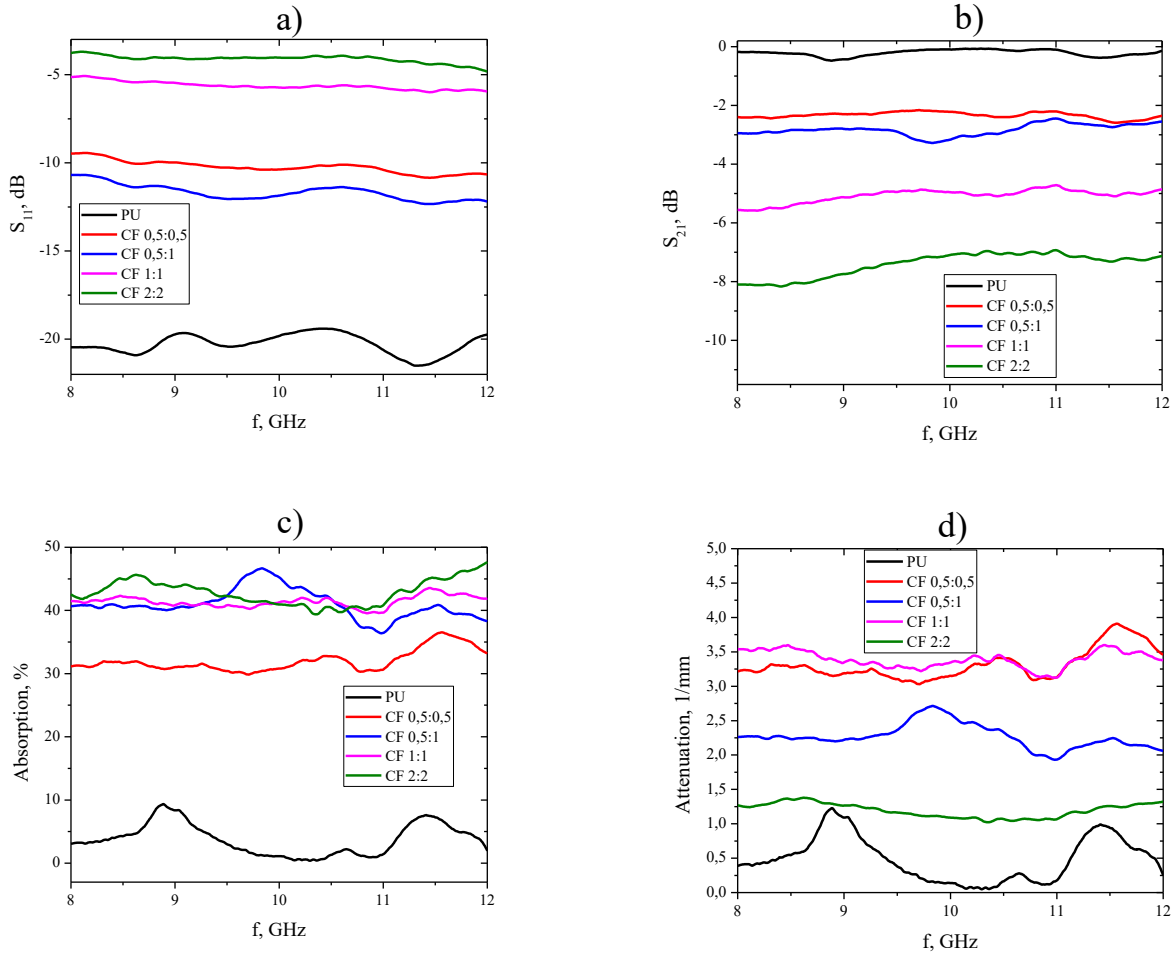 a)
S11, dB
-5
-10
-15
-20
PU
CF 0,5:0,5
CF 0,5:1
CF 1:1
CF 2:2
8 9 10 11 12
f, GHz
b)
S21, dB
0
-2
-4
-6
-8
-10
PU
CF 0,5:0,5
CF 0,5:1
CF 1:1
CF 2:2
8 9 10 11 12
f, GHz
c)
Absorption, %
50
40
30
20
10
0
PU
CF 0,5:0,5
CF 0,5:1
CF 1:1
CF 2:2
8 9 10 11 12
f, GHz
d)
Attenuation, 1/mm
5,0
4,5
4,0
3,5
3,0
2,5
2,0
1,5
1,0
0,5
0,0
PU
CF 0,5:0,5
CF 0,5:1
CF 1:1
CF 2:2
8 9 10 11 12
f, GHz